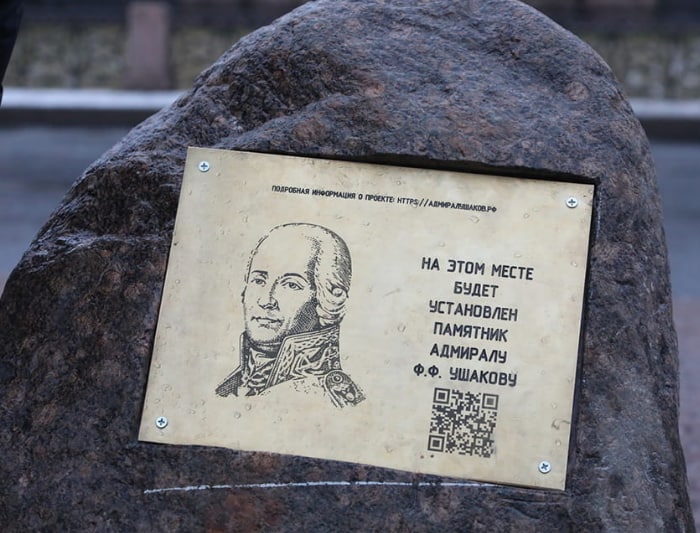 ПОДРОБНАЯ ИНФОРМАЦИЯ О ПРОЕКТЕ: HTTPS://АДМИРАЛУШАКОВ.РФ
НА ЭТОМ МЕСТЕ
БУДЕТ
УСТАНОВЛЕН
ПАМЯТНИК
АДМИРАЛУ
Ф.Ф. УШАКОВУ